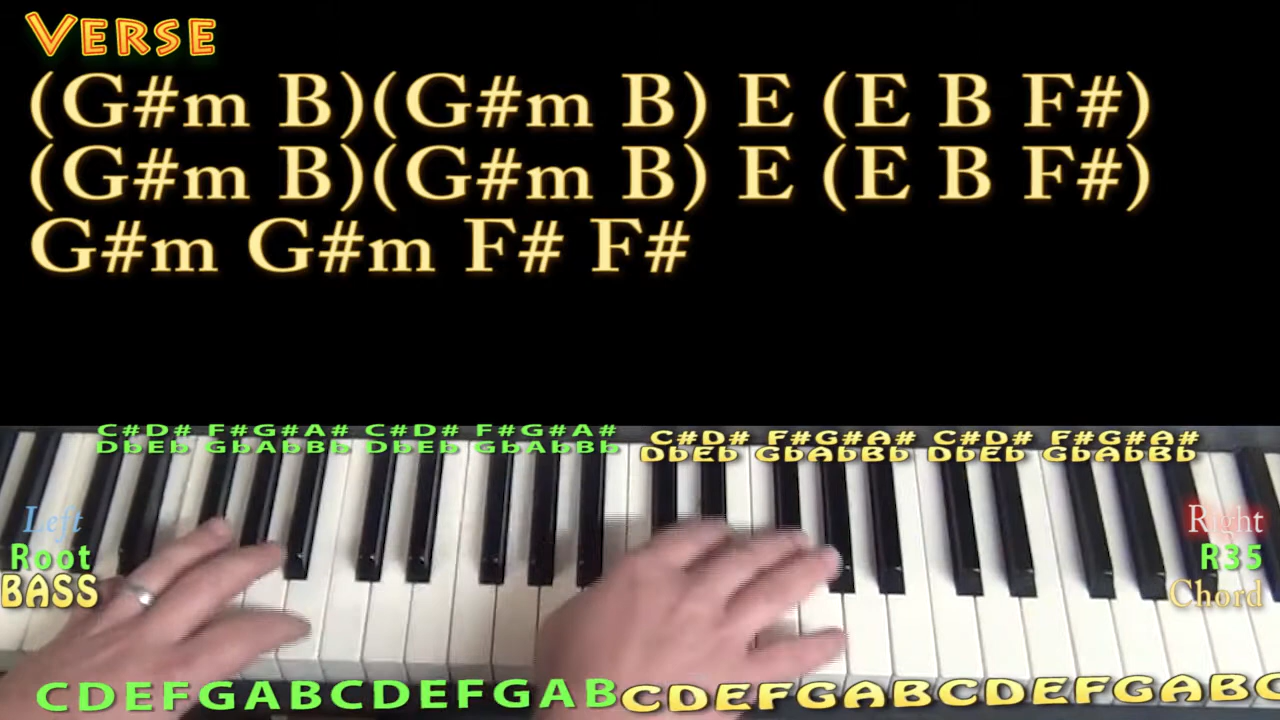 VERSE
(G#m B)(G#m B) E (E B F#)
(G#m B)(G#m B) E (E B F#)
G#m G#m F# F#
C#D# F#G#A# C#D# F#G#A#
DbEb GbAbBb DbEb GbAbBb
C#D# F#G#A# C#D# F#G#A#
DbEb GbAbBb DbEb GbAbBb
Left
Root
BASS
Right
R35
Chord
CDEFGABCDEFGAB
CDEFGABCDEFGABC